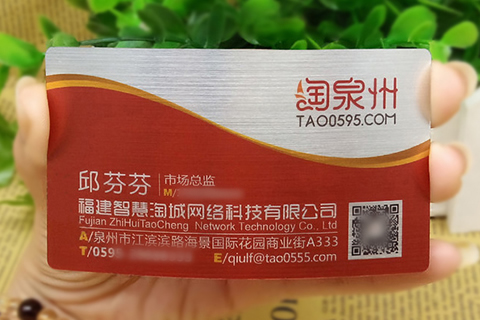 淘泉州
TAO0595.COM
邱芬芬 市场总监
M/
福建智慧淘城网络科技有限公司
Fujian ZhiHuiTaoCheng Network Technology Co., Ltd
A/泉州市江滨滨路海景国际花园商业街A333
T/059 E/qiulf@tao0555.com